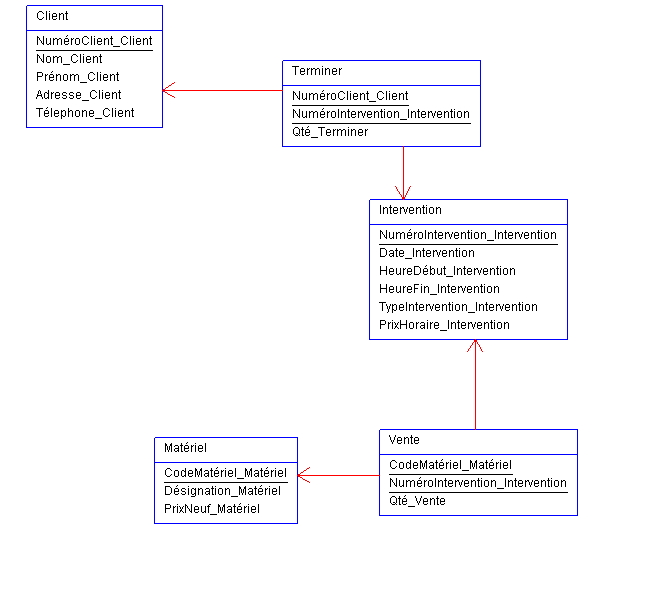 Client
NuméroClient_Client
Nom_Client
Prénom_Client
Adresse_Client
Télephone_Client
Terminer
NuméroClient_Client
NuméroIntervention_Intervention
Qté_Terminer
Intervention
NuméroIntervention_Intervention
Date_Intervention
HeureDébut_Intervention
HeureFin_Intervention
TypeIntervention_Intervention
PrixHoraire_Intervention
Matériel
CodeMatériel_Matériel
Désignation_Matériel
PrixNeuf_Matériel
Vente
CodeMatériel_Matériel
NuméroIntervention_Intervention
Qté_Vente